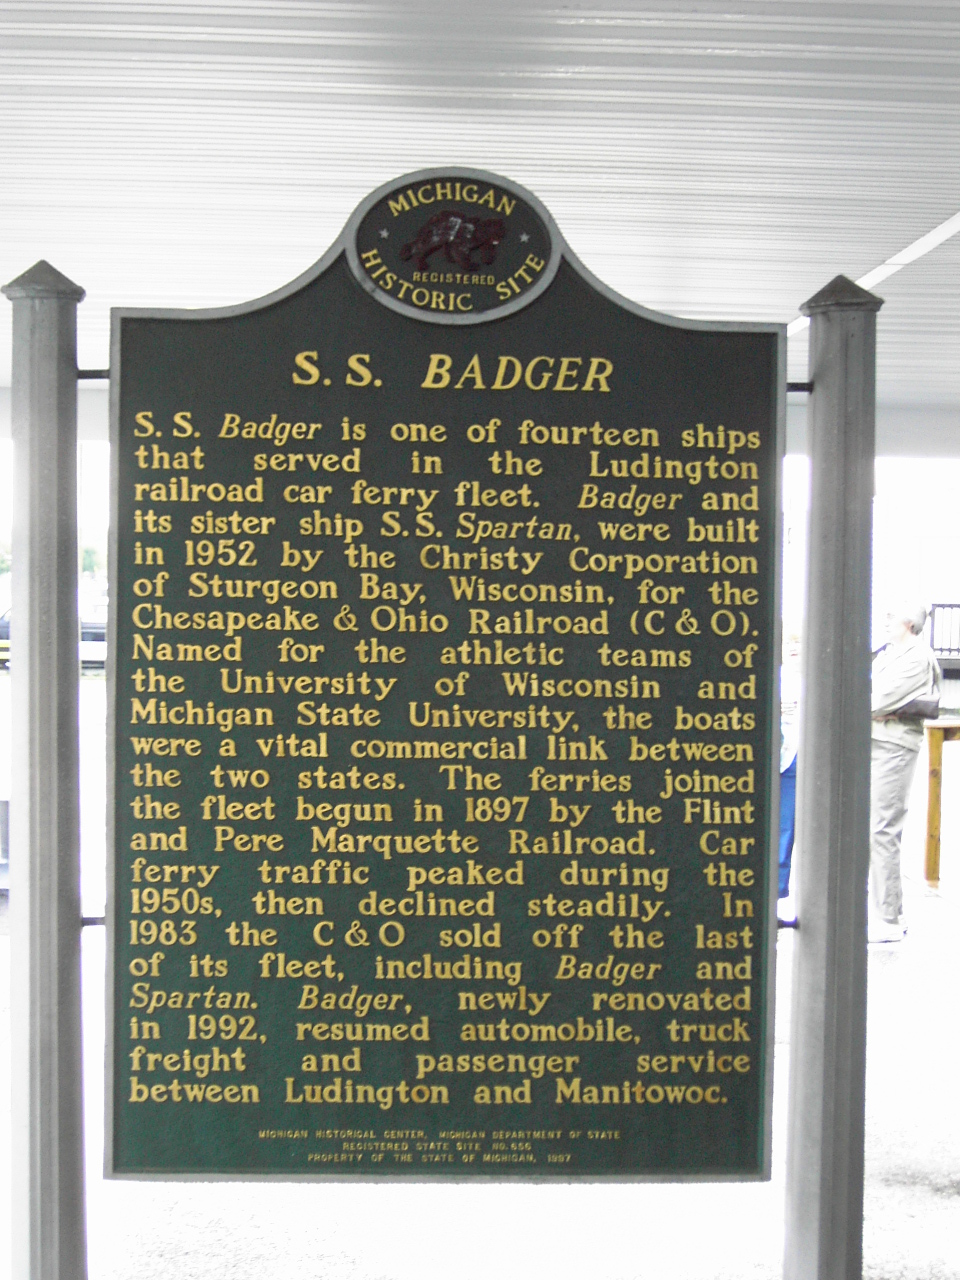 MICHIGAN
REGISTERED
HISTORIC SITE
S. S. BADGER
S. S. Badger is one of fourteen ships
that served in the Ludington
railroad car ferry fleet. Badger and
its sister ship S.S. Spartan, were built
in 1952 by the Christy Corporation
of Sturgeon Bay, Wisconsin, for the
Chesapeake & Ohio Railroad (C & O).
Named for the athletic teams of
the University of Wisconsin and
Michigan State University, the boats
were a vital commercial link between
the two states. The ferries joined
the fleet begun in 1897 by the Flint
and Pere Marquette Railroad. Car
ferry traffic peaked during the
1950s, then declined steadily. In
1983 the C & O sold off the last
of its fleet, including Badger and
Spartan. Badger, newly renovated
in 1992, resumed automobile, truck
freight and passenger service
between Ludington and Manitowoc.
MICHIGAN HISTORICAL CENTER, MICHIGAN DEPARTMENT OF STATE
REGISTERED STATE SITE NO. 656
PROPERTY OF THE STATE OF MICHIGAN, 1997